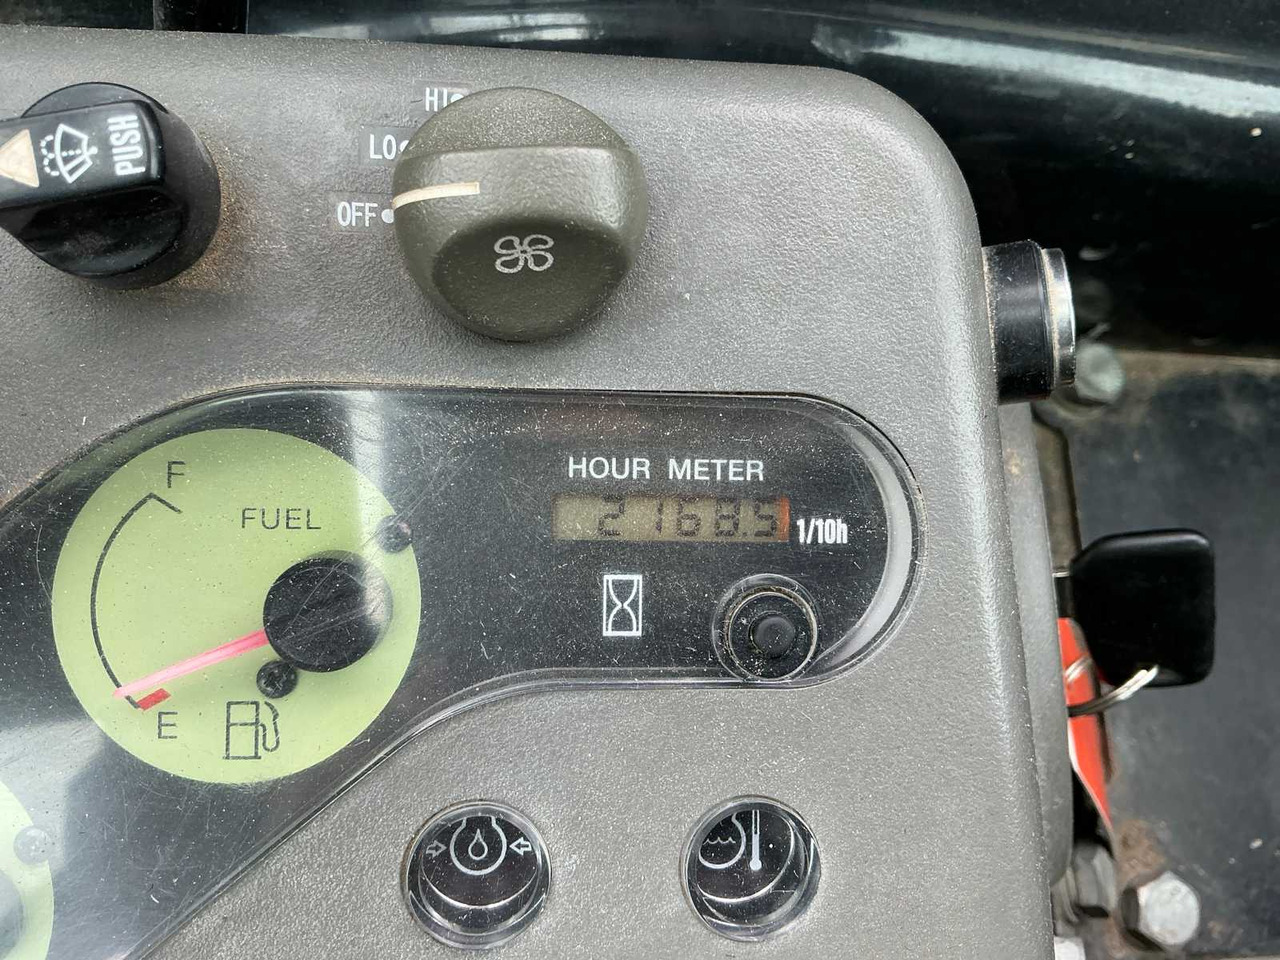 HI
LO
PUSH
OFF
F
FUEL
HOUR METER
2168.5
1/10h
E